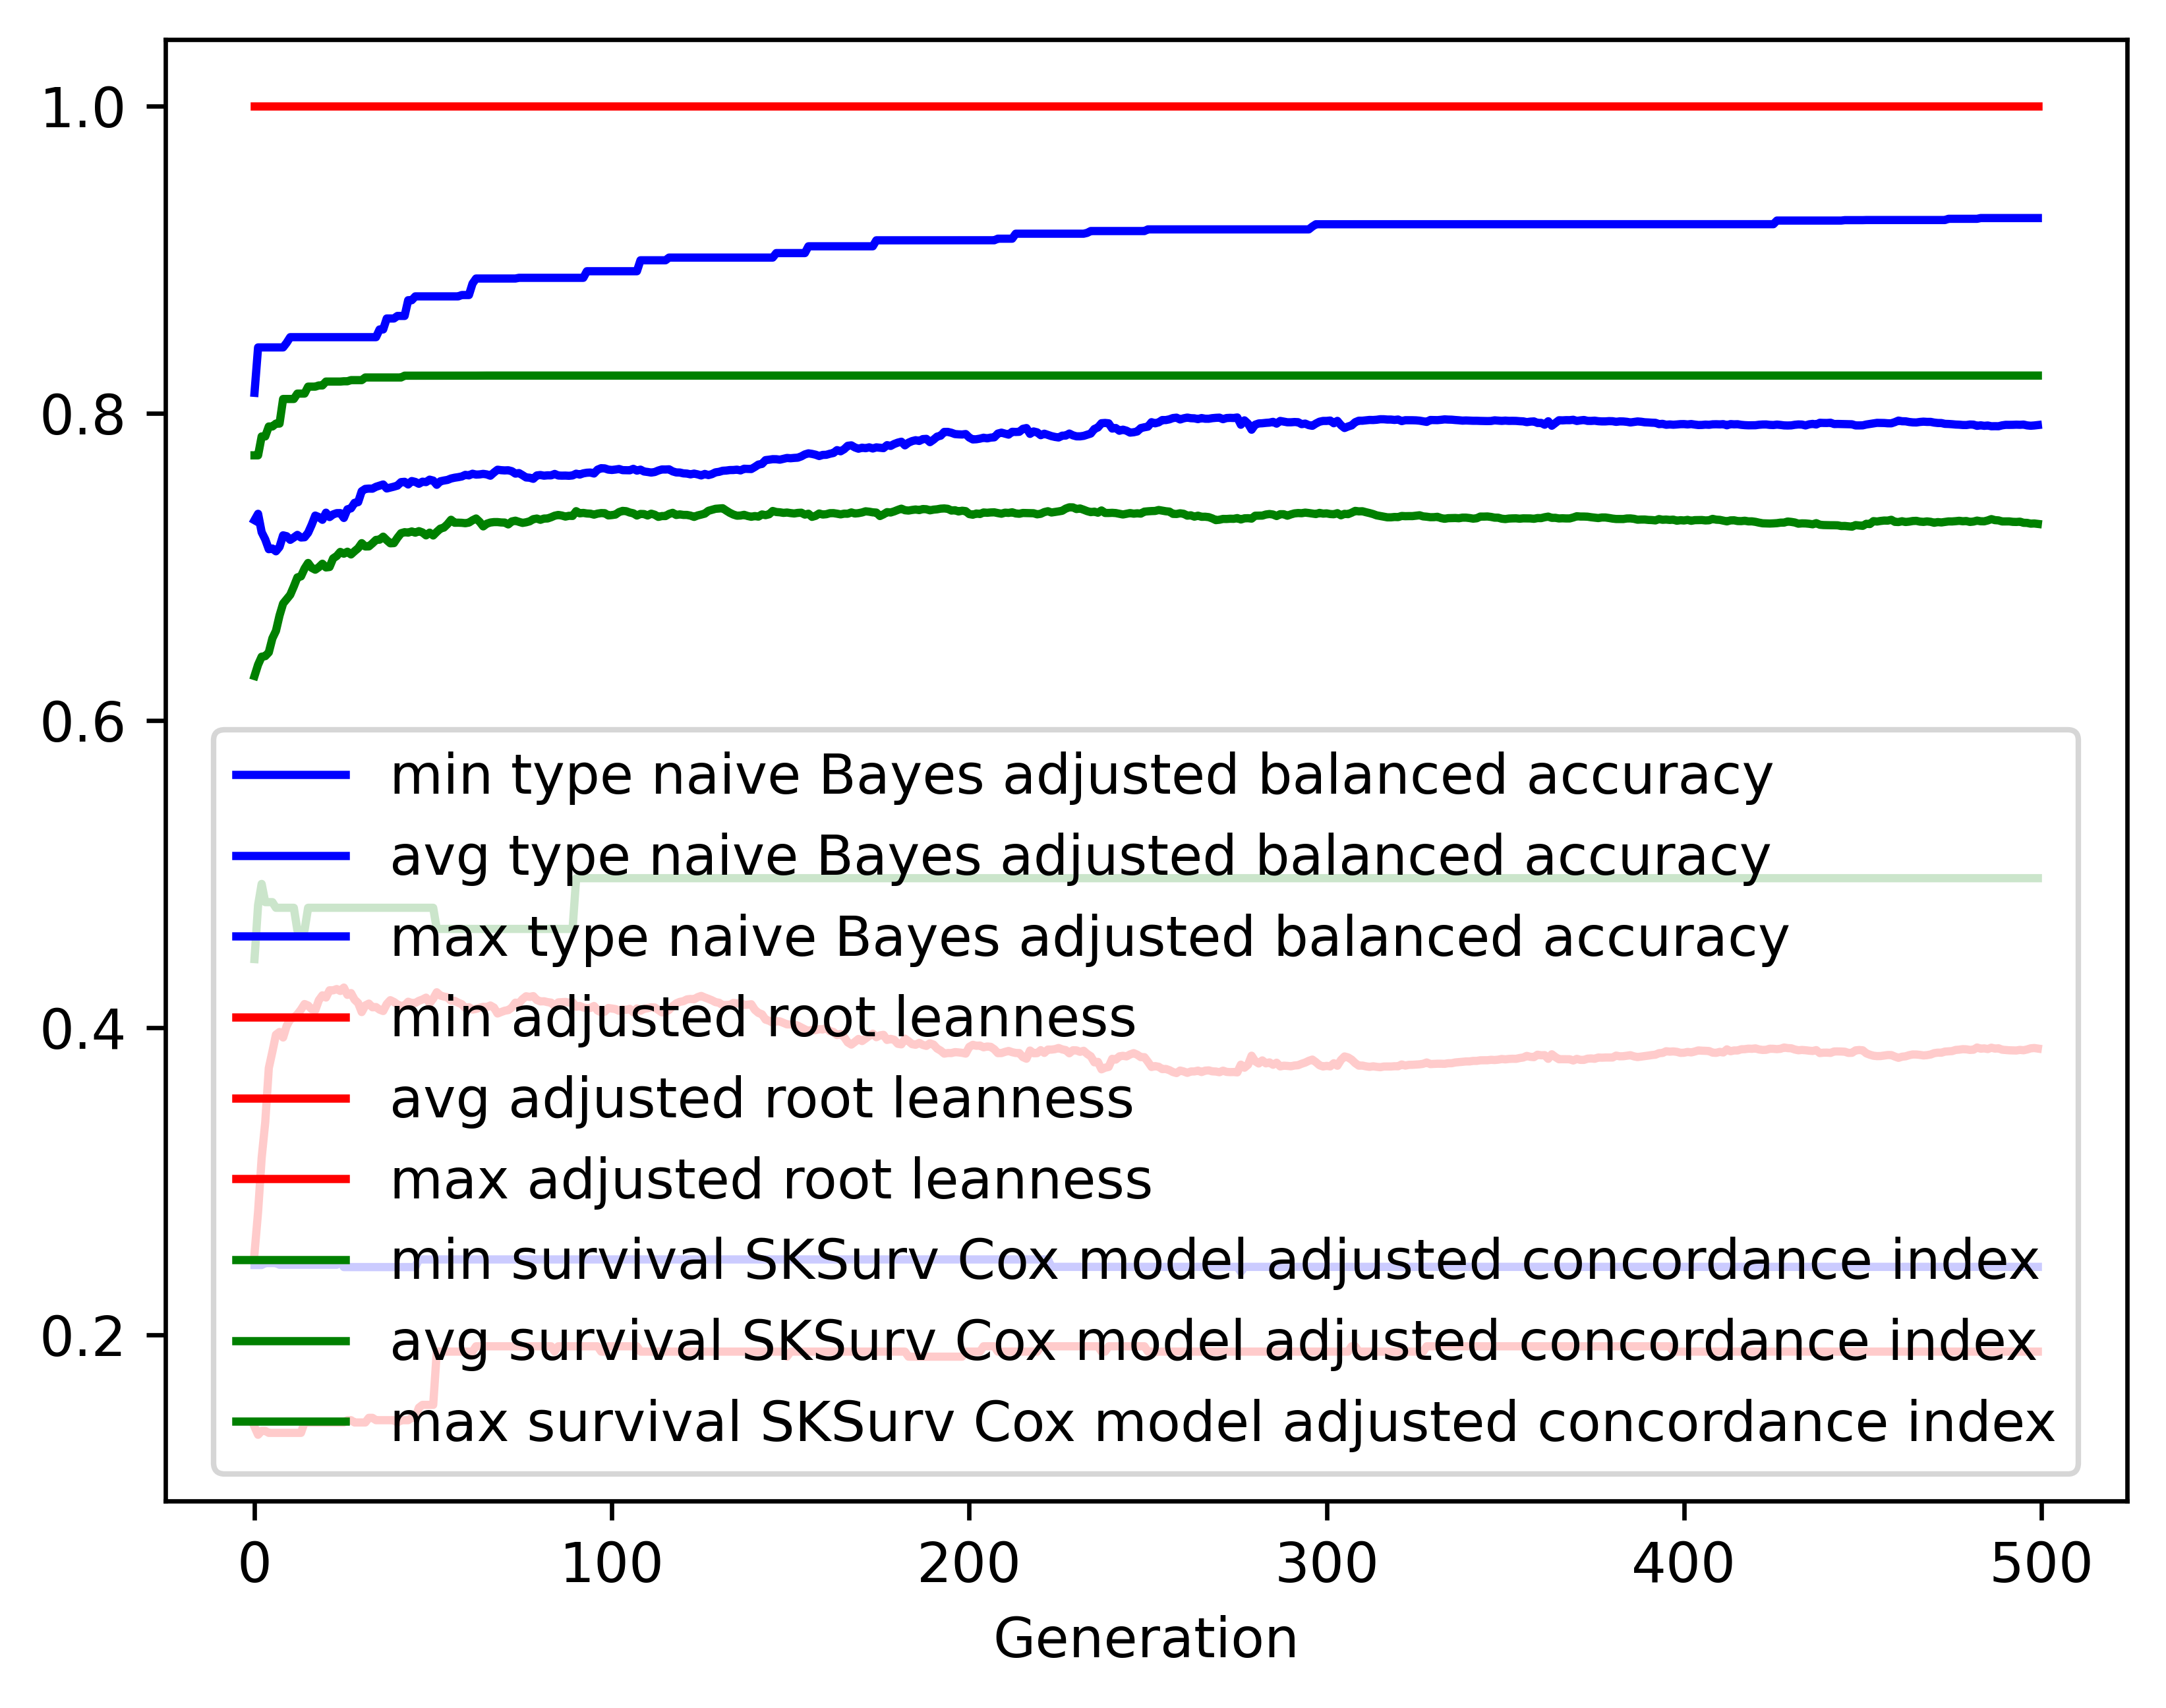 1.0
0.8
0.6
0.4
0.2
min type naive Bayes adjusted balanced accuracy
avg type naive Bayes adjusted balanced accuracy
max type naive Bayes adjusted balanced accuracy
min adjusted root leanness
avg adjusted root leanness
max adjusted root leanness
min survival SKSurv Cox model adjusted concordance index
avg survival SKSurv Cox model adjusted concordance index
max survival SKSurv Cox model adjusted concordance index
0 100 200 300 400 500
Generation